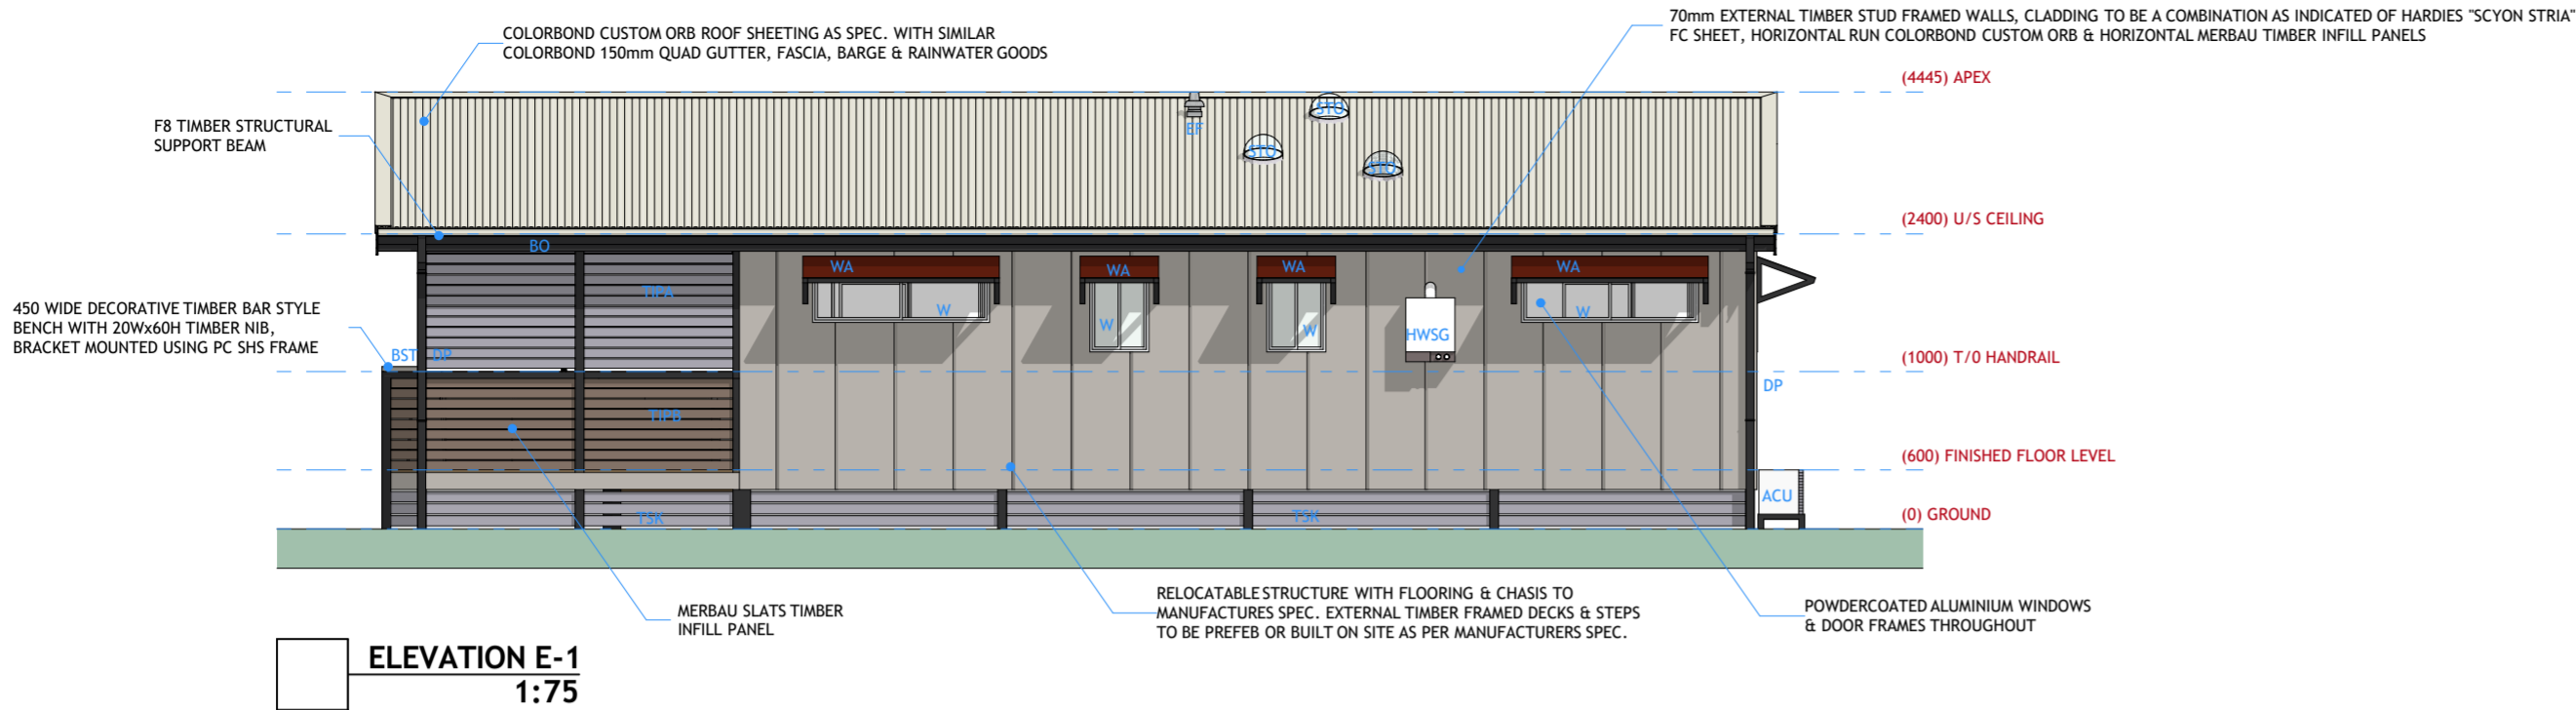 COLORBOND CUSTOM ORB ROOF SHEETING AS SPEC. WITH SIMILAR
COLORBOND 150mm QUAD GUTTER, FASCIA, BARGE & RAINWATER GOODS
70mm EXTERNAL TIMBER STUD FRAMED WALLS, CLADDING TO BE A COMBINATION AS INDICATED OF HARDIES "SCYON STRIA"
FC SHEET, HORIZONTAL RUN COLORBOND CUSTOM ORB & HORIZONTAL MERBAU TIMBER INFILL PANELS
(4445) APEX
STO
EF
F8 TIMBER STRUCTURAL
SUPPORT BEAM
STO
STO
(2400) U/S CEILING
BO
WA
WA
WA
WA
TIPA
450 WIDE DECORATIVE TIMBER BAR STYLE
BENCH WITH 20Wx60H TIMBER NIB,
BRACKET MOUNTED USING PC SHS FRAME
W
W
W
W
HWSG
BST
DP
(1000) T/0 HANDRAIL
DP
TIPB
(600) FINISHED FLOOR LEVEL
ACU
TSK
TSK
(0) GROUND
MERBAU SLATS TIMBER
INFILL PANEL
RELOCATABLE STRUCTURE WITH FLOORING & CHASIS TO
MANUFACTURES SPEC. EXTERNAL TIMBER FRAMED DECKS & STEPS
TO BE PREFEB OR BUILT ON SITE AS PER MANUFACTURERS SPEC.
POWDERCOATED ALUMINIUM WINDOWS
& DOOR FRAMES THROUGHOUT
ELEVATION E-1
1:75